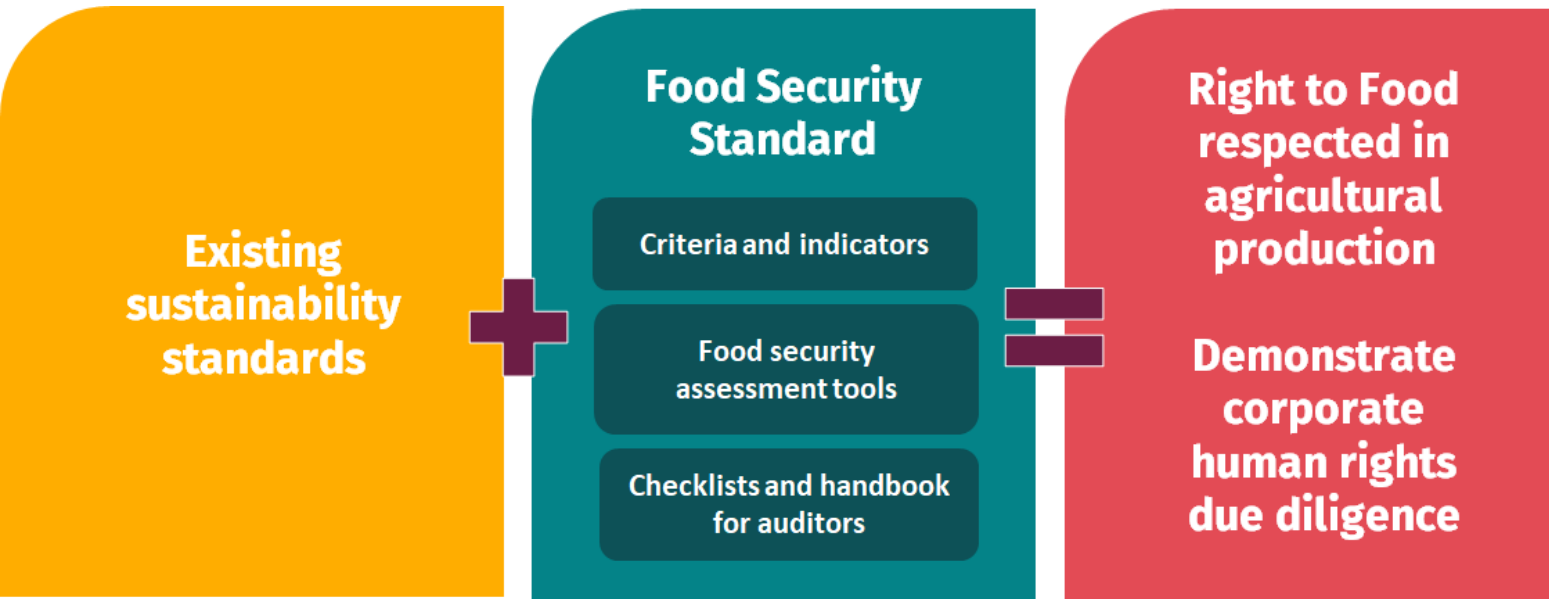 Existing
sustainability
standards
Food Security
Standard
Criteria and indicators
Food security
assessment tools
Checklists and handbook
for auditors
Right to Food
respected in
agricultural
production
Demonstrate
corporate
human rights
due diligence